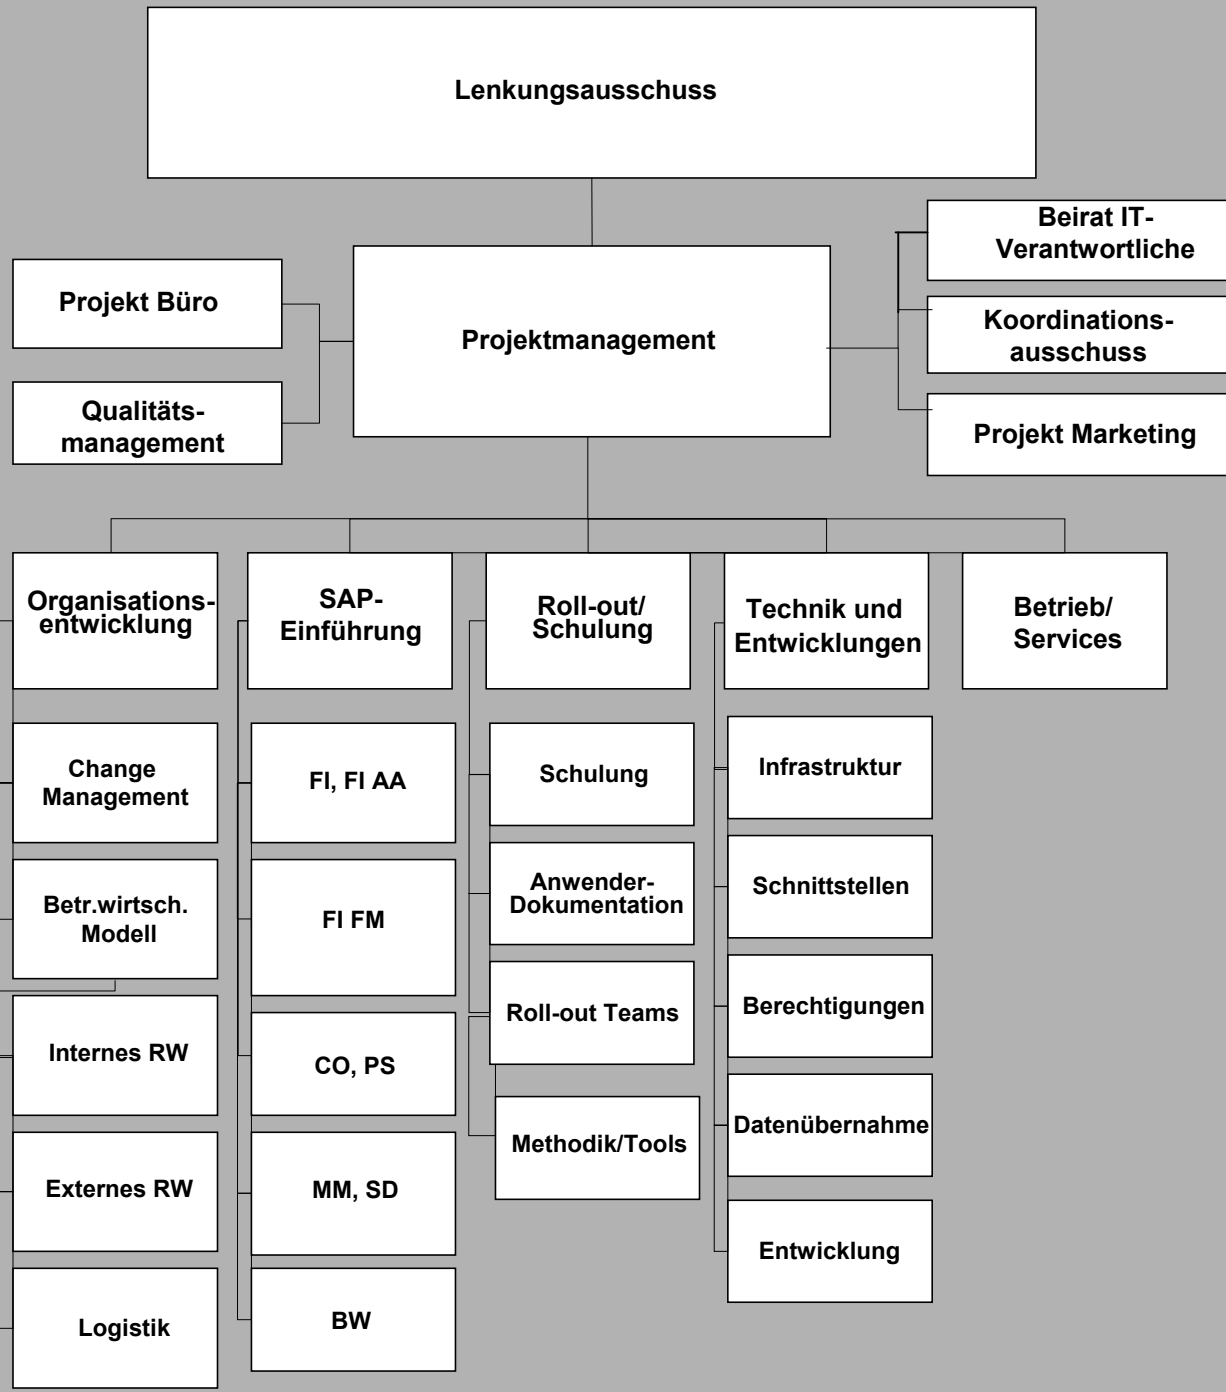 Lenkungsausschuss
Beirat IT-
Verantwortliche
Projekt Büro
Projektmanagement
Koordinations-
ausschuss
Qualitäts-
management
Projekt Marketing
Organisations-
entwicklung
SAP-
Einführung
Roll-out/
Schulung
Technik und
Entwicklungen
Betrieb/
Services
Change
Management
FI, FI AA
Schulung
Infrastruktur
Betr.wirtsch.
Modell
FI FM
Anwender-
Dokumentation
Schnittstellen
Internes RW
CO, PS
Roll-out Teams
Berechtigungen
Externes RW
MM, SD
Methodik/Tools
Datenübernahme
Logistik
BW
Entwicklung